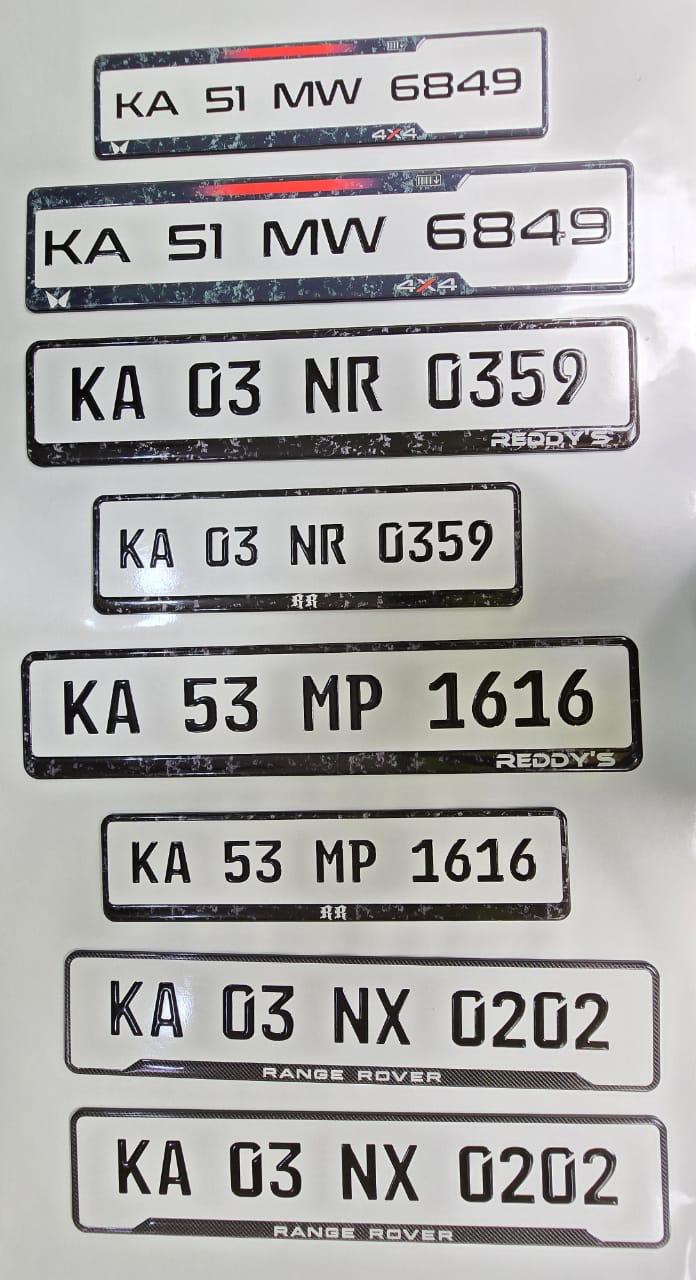 KA 51 MW 6849
4X4
KA 51 MW 6849
4X4
KA 03 NR 0359
REDDY'S
KA 03 NR 0359
RR
KA 53 MP 1616
REDDY'S
KA 53 MP 1616
RR
KA 03 NX 0202
RANGE ROVER
KA 03 NX 0202
RANGE ROVER